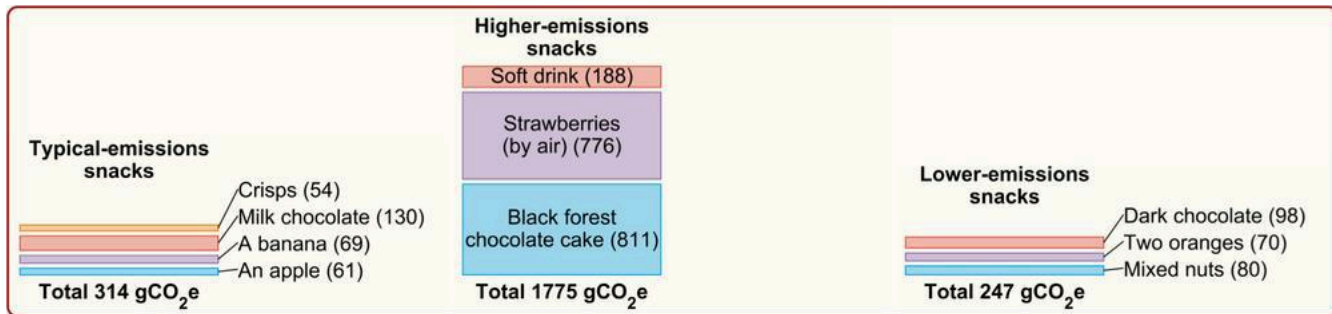 Typical-emissions
snacks
Crisps (54)
Milk chocolate (130)
A banana (69)
An apple (61)
Total 314 gCO₂e
Higher-emissions
snacks
Soft drink (188)
Strawberries
(by air) (776)
Black forest
chocolate cake (811)
Total 1775 gCO₂e
Lower-emissions
snacks
Dark chocolate (98)
Two oranges (70)
Mixed nuts (80)
Total 247 gCO₂e